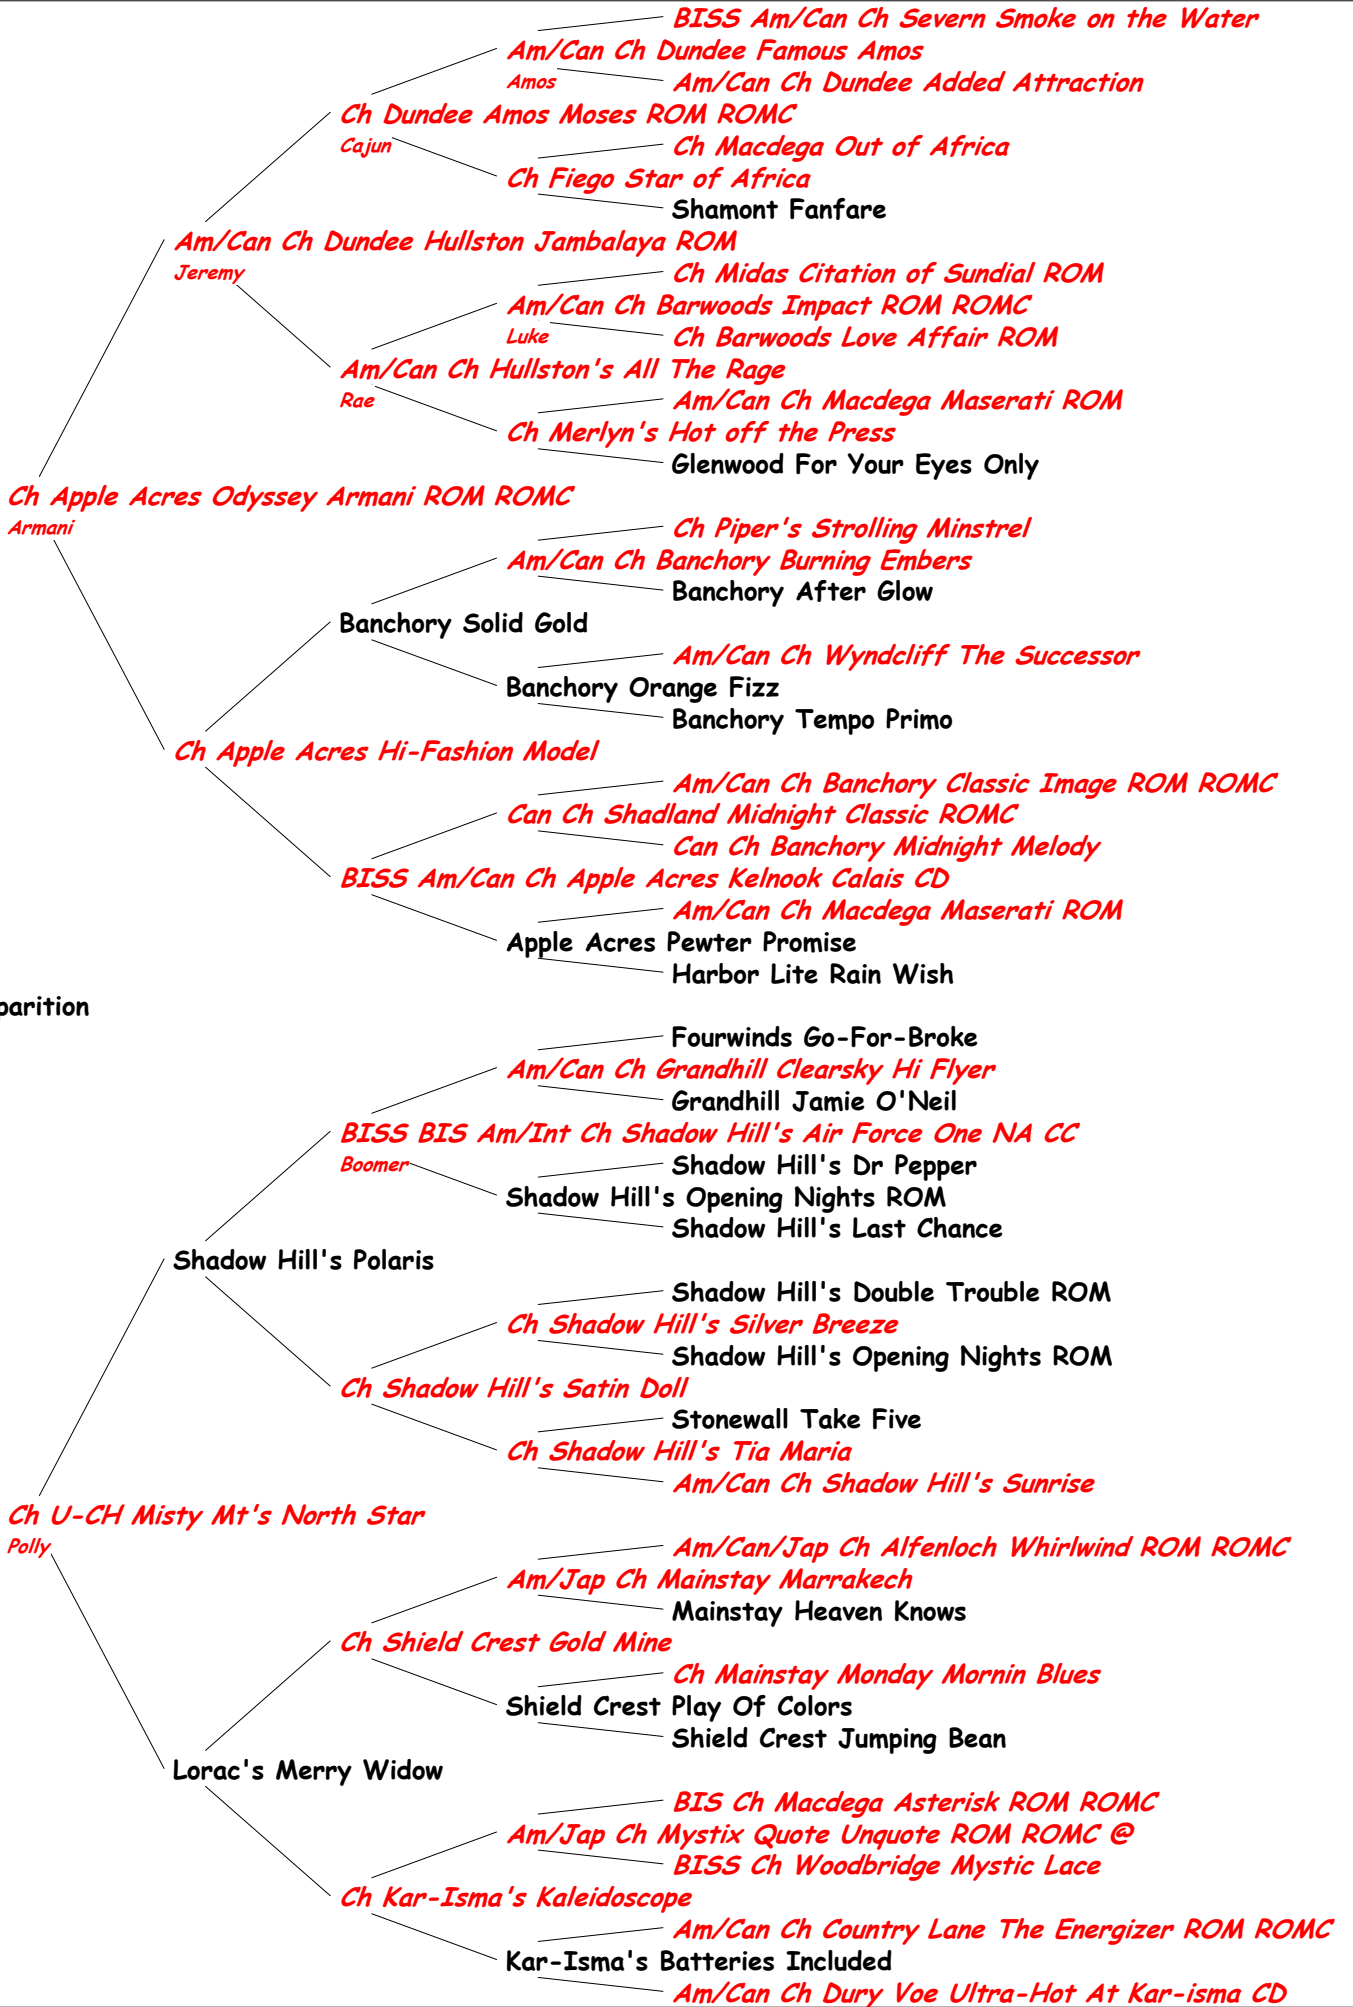 BISS Am/Can Ch Severn Smoke on the Water
Am/Can Ch Dundee Famous Amos
Amos
Am/Can Ch Dundee Added Attraction
Ch Dundee Amos Moses ROM ROMC
Cajun
Ch Macdega Out of Africa
Ch Fiego Star of Africa
Shamont Fanfare
Am/Can Ch Dundee Hullston Jambalaya ROM
Jeremy
Ch Midas Citation of Sundial ROM
Am/Can Ch Barwoods Impact ROM ROMC
Luke
Ch Barwoods Love Affair ROM
Am/Can Ch Hullston's All The Rage
Rae
Am/Can Ch Macdega Maserati ROM
Ch Merlyn's Hot off the Press
Glenwood For Your Eyes Only
Ch Apple Acres Odyssey Armani ROM ROMC
Armani
Ch Piper's Strolling Minstrel
Am/Can Ch Banchory Burning Embers
Banchory After Glow
Banchory Solid Gold
Am/Can Ch Wyndcliff The Successor
Banchory Orange Fizz
Banchory Tempo Primo
Ch Apple Acres Hi-Fashion Model
Am/Can Ch Banchory Classic Image ROM ROMC
Can Ch Shadland Midnight Classic ROMC
Can Ch Banchory Midnight Melody
BISS Am/Can Ch Apple Acres Kelnook Calais CD
Am/Can Ch Macdega Maserati ROM
Apple Acres Pewter Promise
Harbor Lite Rain Wish
parition
Fourwinds Go-For-Broke
Am/Can Ch Grandhill Clearsky Hi Flyer
Grandhill Jamie O'Neil
BISS BIS Am/Int Ch Shadow Hill's Air Force One NA CC
Boomer
Shadow Hill's Dr Pepper
Shadow Hill's Opening Nights ROM
Shadow Hill's Last Chance
Shadow Hill's Polaris
Shadow Hill's Double Trouble ROM
Ch Shadow Hill's Silver Breeze
Shadow Hill's Opening Nights ROM
Ch Shadow Hill's Satin Doll
Stonewall Take Five
Ch Shadow Hill's Tia Maria
Am/Can Ch Shadow Hill's Sunrise
Ch U-CH Misty Mt's North Star
Polly
Am/Can/Jap Ch Alfenloch Whirlwind ROM ROMC
Am/Jap Ch Mainstay Marrakech
Mainstay Heaven Knows
Ch Shield Crest Gold Mine
Ch Mainstay Monday Mornin Blues
Shield Crest Play Of Colors
Shield Crest Jumping Bean
Lorac's Merry Widow
BIS Ch Macdega Asterisk ROM ROMC
Am/Jap Ch Mystix Quote Unquote ROM ROMC @
BISS Ch Woodbridge Mystic Lace
Ch Kar-Isma's Kaleidoscope
Am/Can Ch Country Lane The Energizer ROM ROMC
Kar-Isma's Batteries Included
Am/Can Ch Dury Voe Ultra-Hot At Kar-isma CD